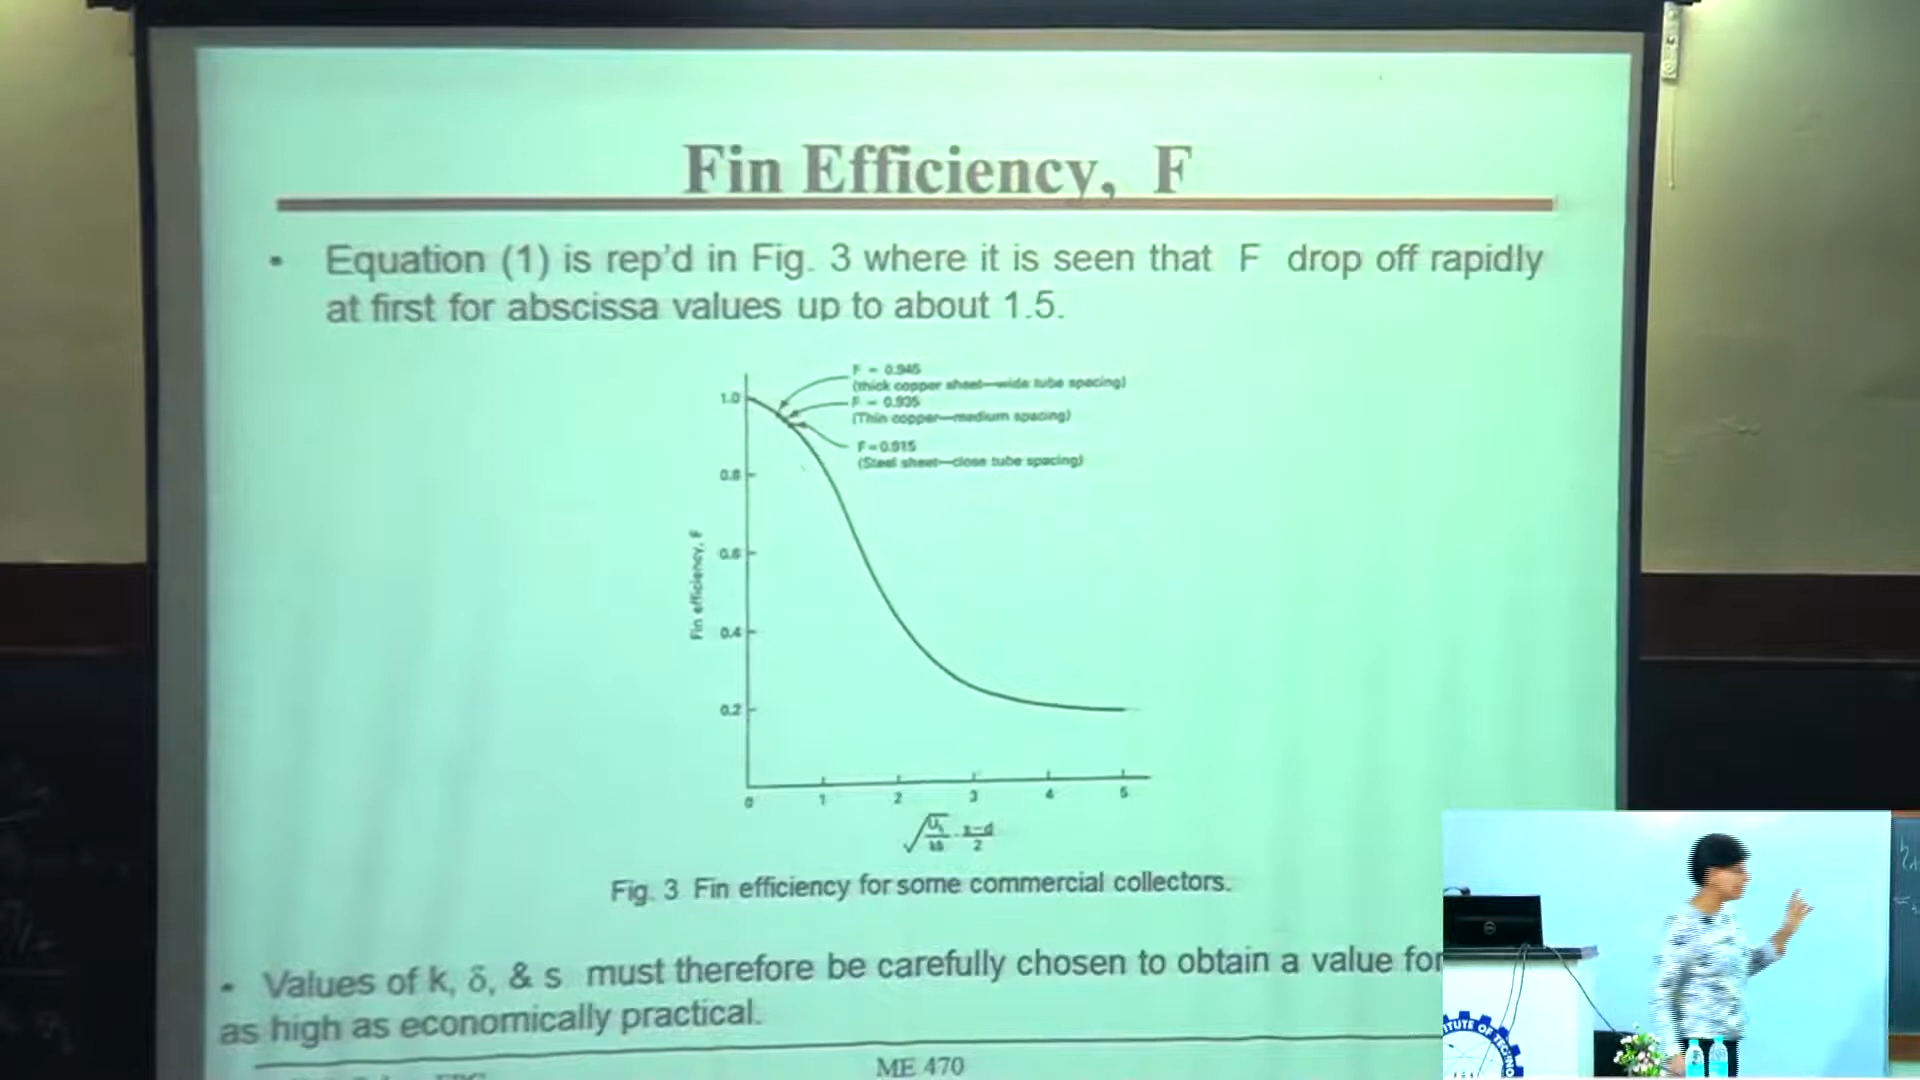 Fin Efficiency, F
• Equation (1) is rep'd in Fig. 3 where it is seen that F drop off rapidly
at first for abscissa values up to about 1.5.
F = 0.945
(thick copper sheet—wide tube spacing)
F = 0.935
(Thin copper—medium spacing)
F=0.915
(Steel sheet—close tube spacing)
1.0
0.8
0.6
0.4
0.2
Fin efficiency, F
0 1 2 3 4 5
Fig. 3 Fin efficiency for some commercial collectors.
• Values of k, δ, & s must therefore be carefully chosen to obtain a value for
as high as economically practical.
ME 470